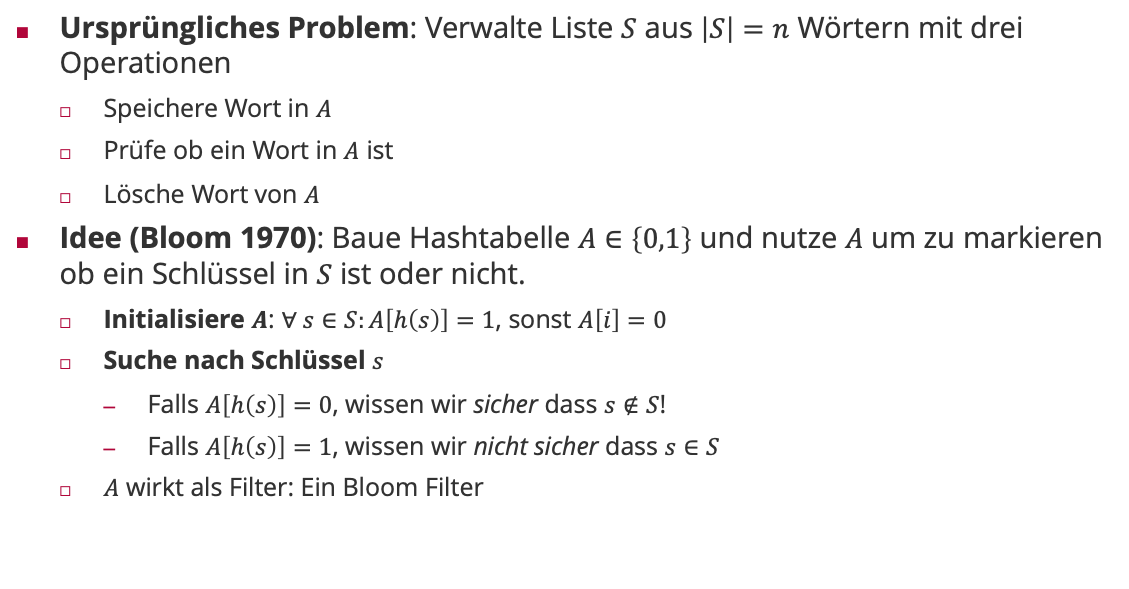 Ursprüngliches Problem: Verwalte Liste S aus |S| = n Wörtern mit drei
Operationen
Speichere Wort in A
Prüfe ob ein Wort in A ist
Lösche Wort von A
Idee (Bloom 1970): Baue Hashtabelle A ∈ {0,1} und nutze A um zu markieren
ob ein Schlüssel in S ist oder nicht.
Initialisiere A: ∀ s ∈ S: A[h(s)] = 1, sonst A[i] = 0
Suche nach Schlüssel s
– Falls A[h(s)] = 0, wissen wir sicher dass s ∉ S!
– Falls A[h(s)] = 1, wissen wir nicht sicher dass s ∈ S
A wirkt als Filter: Ein Bloom Filter